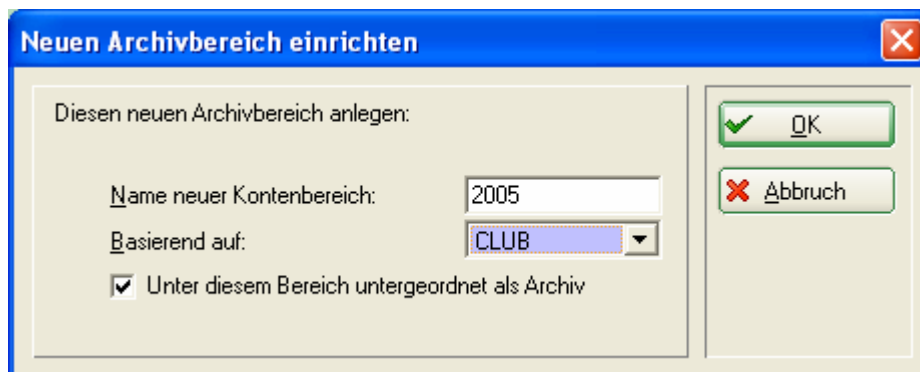 Neuen Archivbereich einrichten
Diesen neuen Archivbereich anlegen:
OK
Name neuer Kontenbereich: 2005
Abbruch
Basierend auf: CLUB
Unter diesem Bereich untergeordnet als Archiv